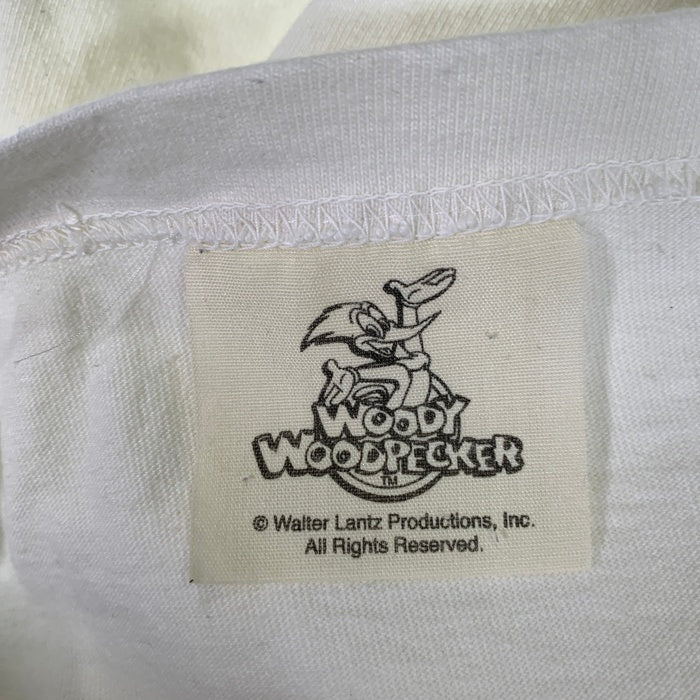 WOODY
WOODPECKER
TM
© Walter Lantz Productions, Inc.
All Rights Reserved.